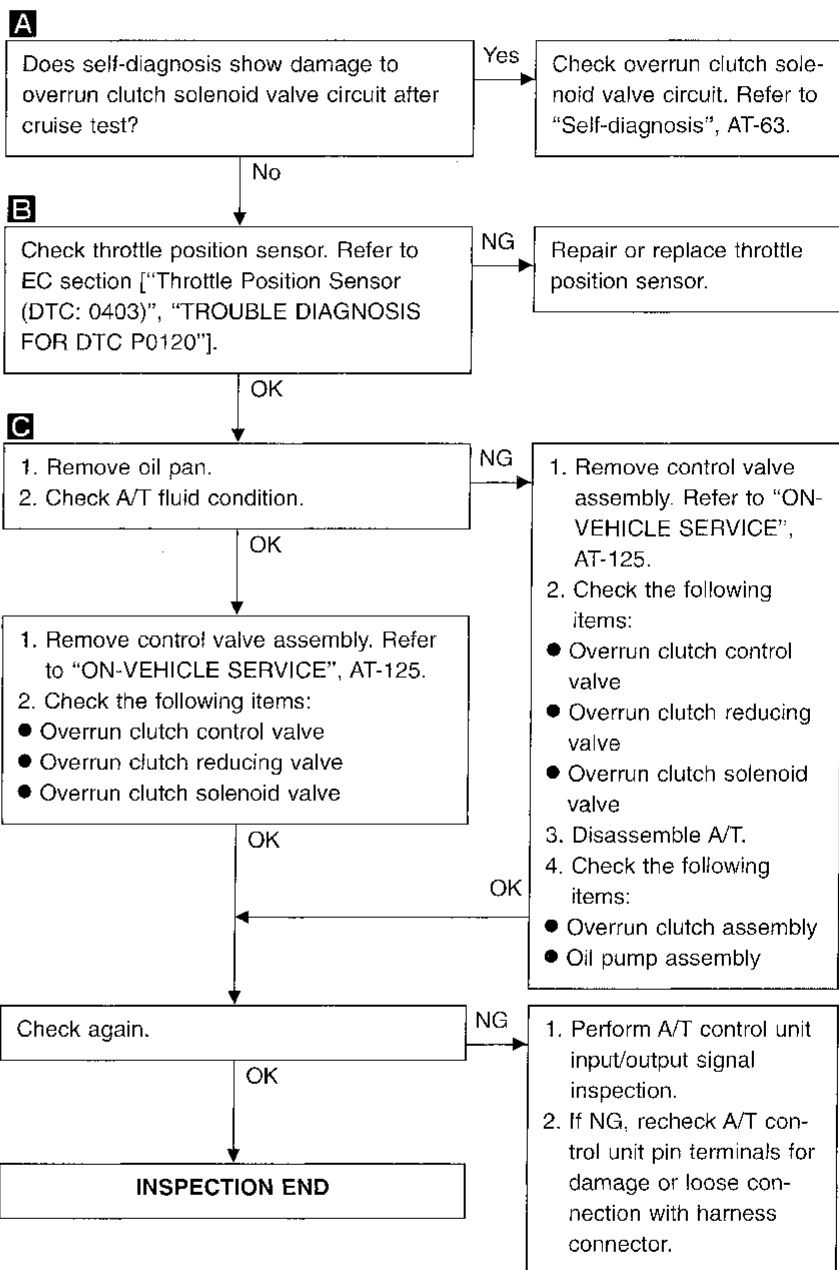 A
Does self-diagnosis show damage to
overrun clutch solenoid valve circuit after
cruise test?
Yes
Check overrun clutch sole-
noid valve circuit. Refer to
“Self-diagnosis”, AT-63.
No
B
Check throttle position sensor. Refer to
EC section [“Throttle Position Sensor
(DTC: 0403)”, “TROUBLE DIAGNOSIS
FOR DTC P0120”].
NG
Repair or replace throttle
position sensor.
OK
C
1. Remove oil pan.
2. Check A/T fluid condition.
NG
1. Remove control valve
assembly. Refer to “ON-
VEHICLE SERVICE”,
AT-125.
2. Check the following
items:
● Overrun clutch control
valve
● Overrun clutch reducing
valve
● Overrun clutch solenoid
valve
3. Disassemble A/T.
4. Check the following
items:
● Overrun clutch assembly
● Oil pump assembly
OK
1. Remove control valve assembly. Refer
to “ON-VEHICLE SERVICE”, AT-125.
2. Check the following items:
● Overrun clutch control valve
● Overrun clutch reducing valve
● Overrun clutch solenoid valve
OK
OK
Check again.
NG
1. Perform A/T control unit
input/output signal
inspection.
2. If NG, recheck A/T con-
trol unit pin terminals for
damage or loose con-
nection with harness
connector.
OK
INSPECTION END